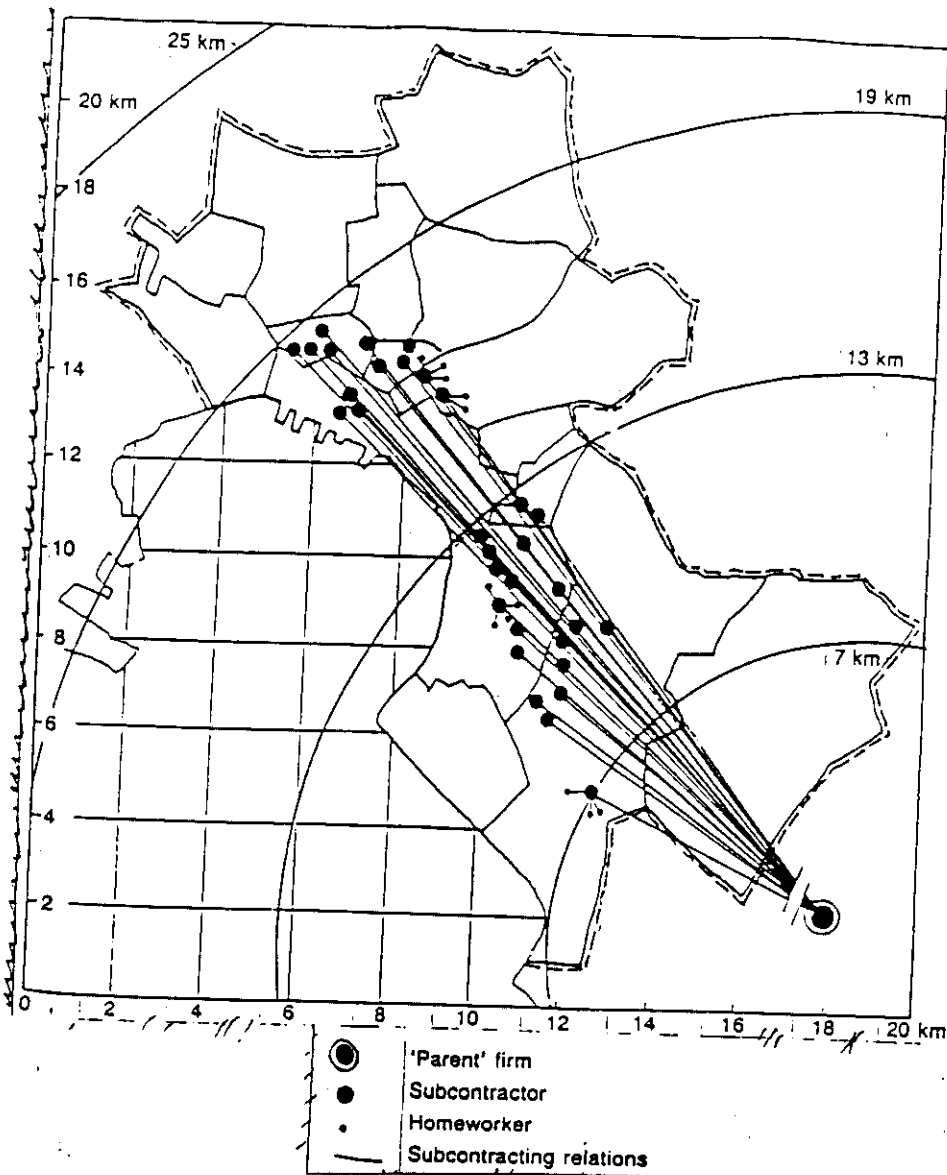 25 km
20 km
19 km
18
16
14
13 km
12
10
8
7 km
6
4
2
0
2
4
6
8
10
12
14
16
18
20 km
'Parent' firm
Subcontractor
Homeworker
Subcontracting relations